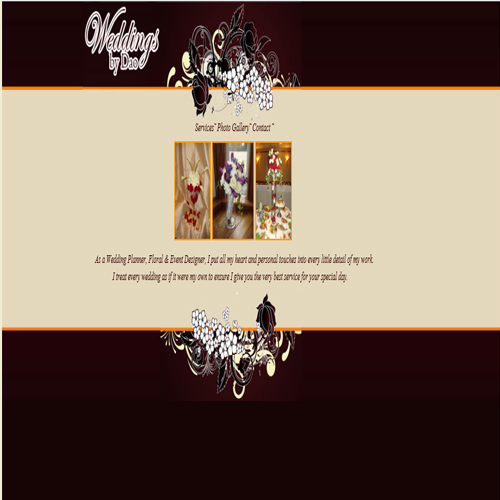 Weddings
by Dao
Services~ Photo Gallery~ Contact ~
As a Wedding Planner, Floral & Event Designer, I put all my heart and personal touches into every little detail of my work.
I treat every wedding as if it were my own to ensure I give you the very best service for your special day.